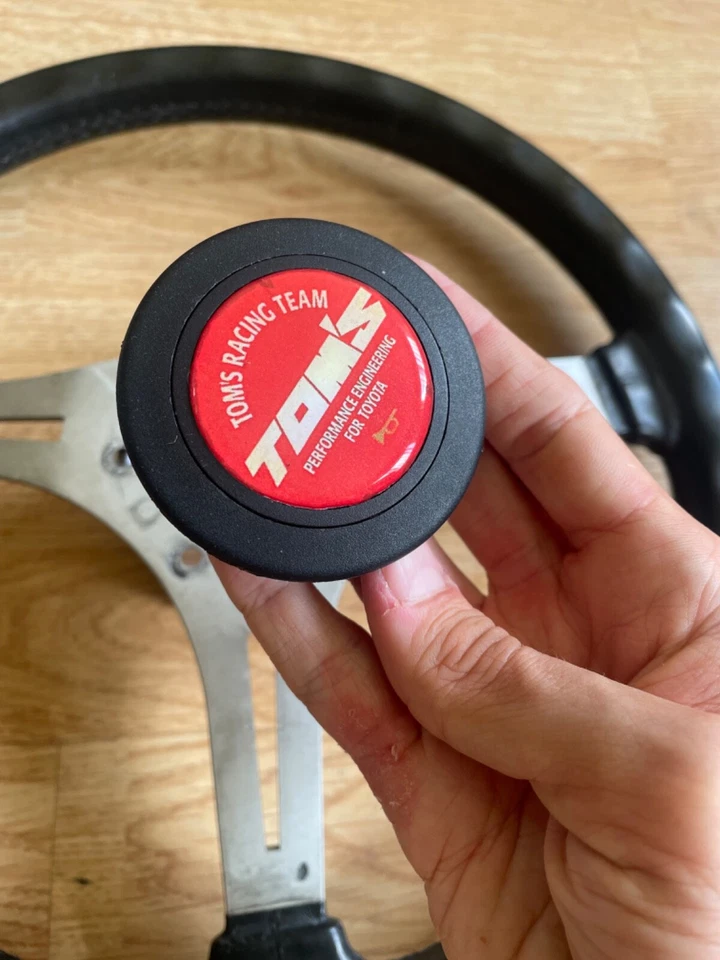 TOM'S RACING TEAM
TOM'S
PERFORMANCE ENGINEERING
FOR TOYOTA